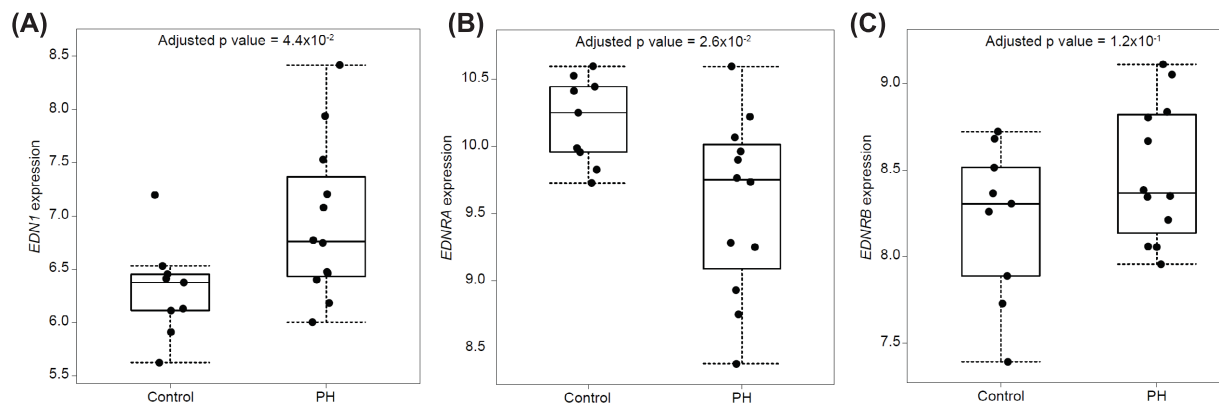 (A)
Adjusted p value = 4.4x10⁻²
EDN1 expression
8.5
8.0
7.5
7.0
6.5
6.0
5.5
Control PH
(B)
Adjusted p value = 2.6x10⁻²
EDNRA expression
10.5
10.0
9.5
9.0
8.5
Control PH
(C)
Adjusted p value = 1.2x10⁻¹
EDNRB expression
9.0
8.5
8.0
7.5
Control PH